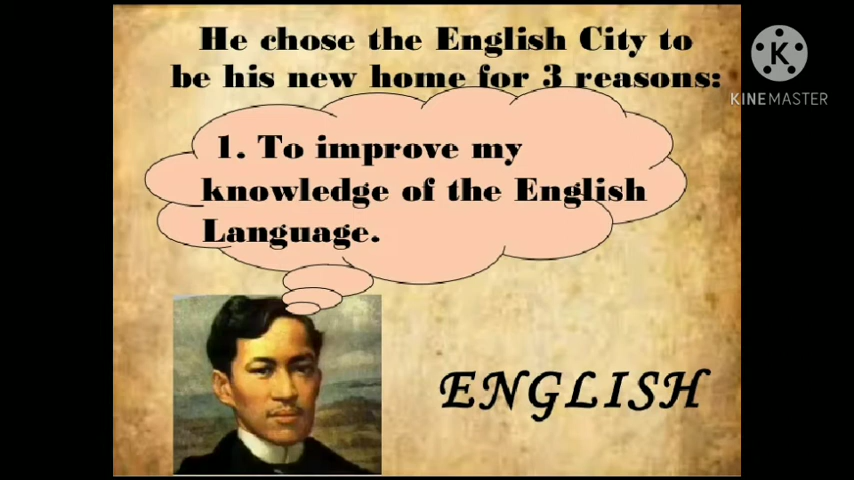 He chose the English City to
be his new home for 3 reasons:
K
KINEMASTER
1. To improve my
knowledge of the English
Language.
ENGLISH